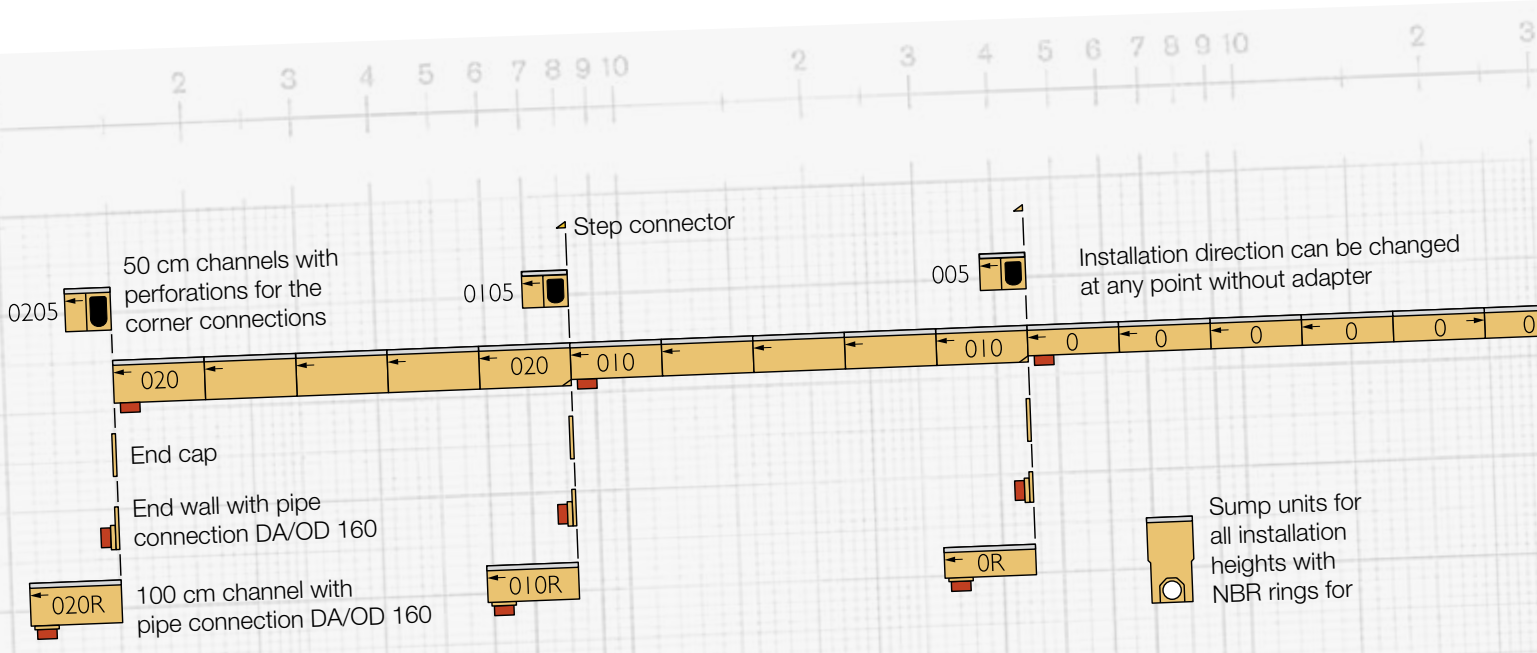 2 3 4 5 6 7 8 9 10 2 3 4 5 6 7 8 9 10 2 3
Step connector
50 cm channels with
perforations for the
corner connections
0205
0105
005
Installation direction can be changed
at any point without adapter
020
020
010
010
0
0
0
0
0
0
End cap
End wall with pipe
connection DA/OD 160
020R
100 cm channel with
pipe connection DA/OD 160
010R
0R
Sump units for
all installation
heights with
NBR rings for